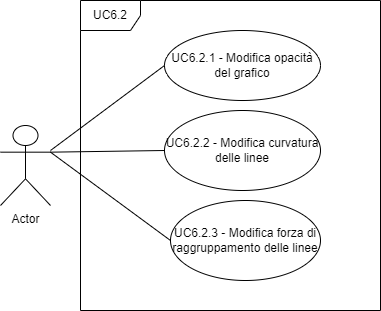 UC6.2
UC6.2.1 - Modifica opacità
del grafico
UC6.2.2 - Modifica curvatura
delle linee
Actor
UC6.2.3 - Modifica forza di
raggruppamento delle linee